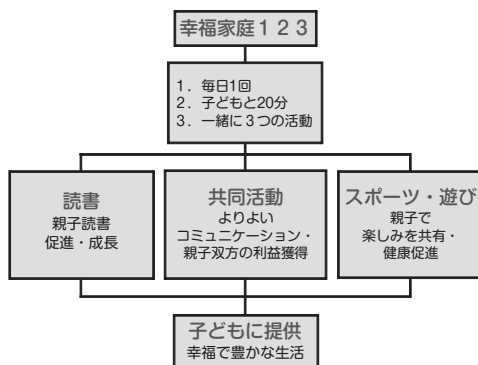 幸福家庭１２３
１．毎日1回
２．子どもと20分
３．一緒に３つの活動
読書
親子読書
促進・成長
共同活動
よりよい
コミュニケーション・
親子双方の利益獲得
スポーツ・遊び
親子で
楽しみを共有・
健康促進
子どもに提供
幸福で豊かな生活